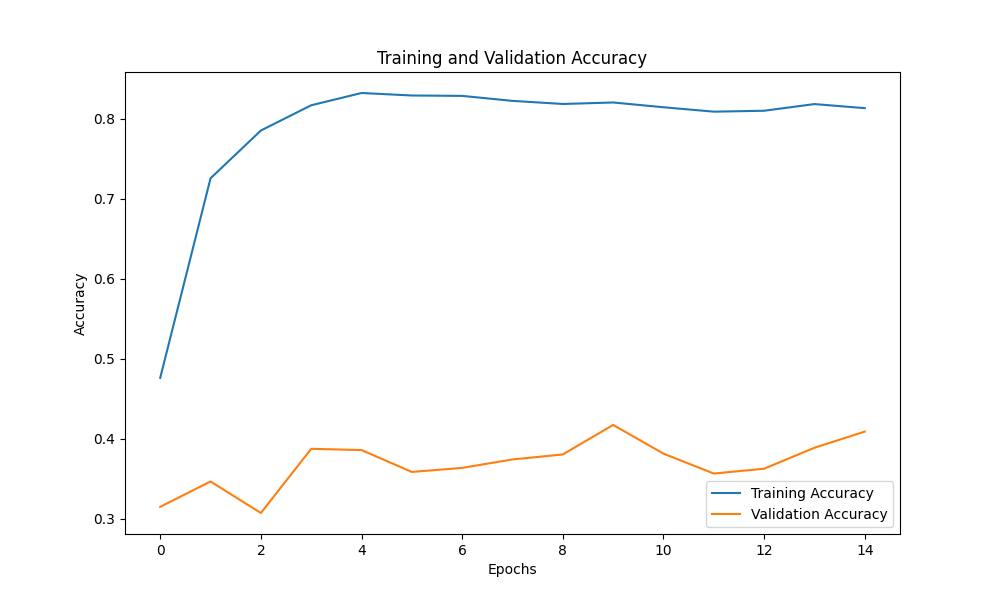 Training and Validation Accuracy
Accuracy
0.8
0.7
0.6
0.5
0.4
0.3
Training Accuracy
Validation Accuracy
0 2 4 6 8 10 12 14
Epochs